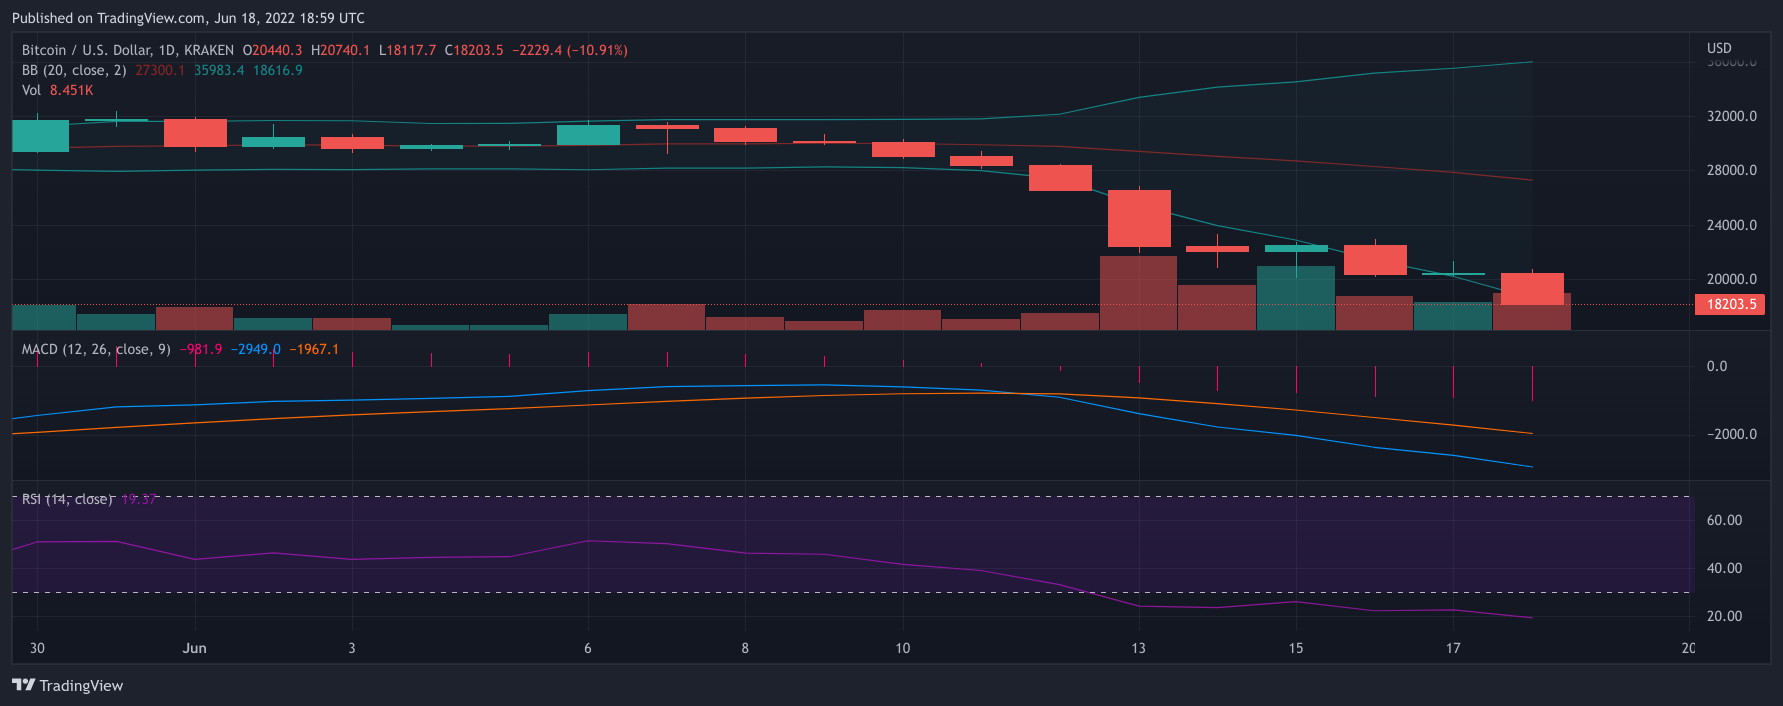 Published on TradingView.com, Jun 18, 2022 18:59 UTC
Bitcoin / U.S. Dollar, 1D, KRAKEN O20440.3 H20740.1 L18117.7 C18203.5 −2229.4 (−10.91%)
BB (20, close, 2) 27300.1 35983.4 18616.9
Vol 8.451K
USD
36000.0
32000.0
28000.0
24000.0
20000.0
18203.5
MACD (12, 26, close, 9) −981.9 −2949.0 −1967.1
0.0
−2000.0
RSI (14, close) 19.37
60.00
40.00
20.00
30 Jun 3 6 8 10 13 15 17 20
TradingView